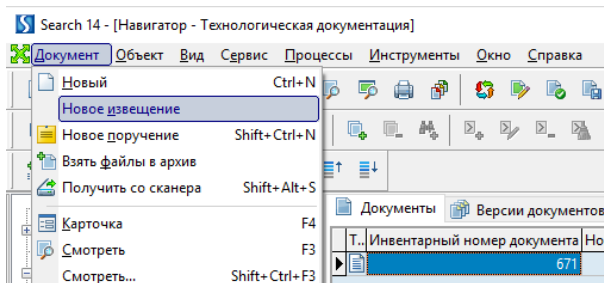 Search 14 - [Навигатор - Технологическая документация]
Документ Объект Вид Сервис Процессы Инструменты Окно Справка
Новый Ctrl+N
Новое извещение
Новое поручение Shift+Ctrl+N
Взять файлы в архив
Получить со сканера Shift+Alt+S
Карточка F4
Смотреть F3
Смотреть... Shift+Ctrl+F3
Документы Версии документов
Т.. Инвентарный номер документа Но
671